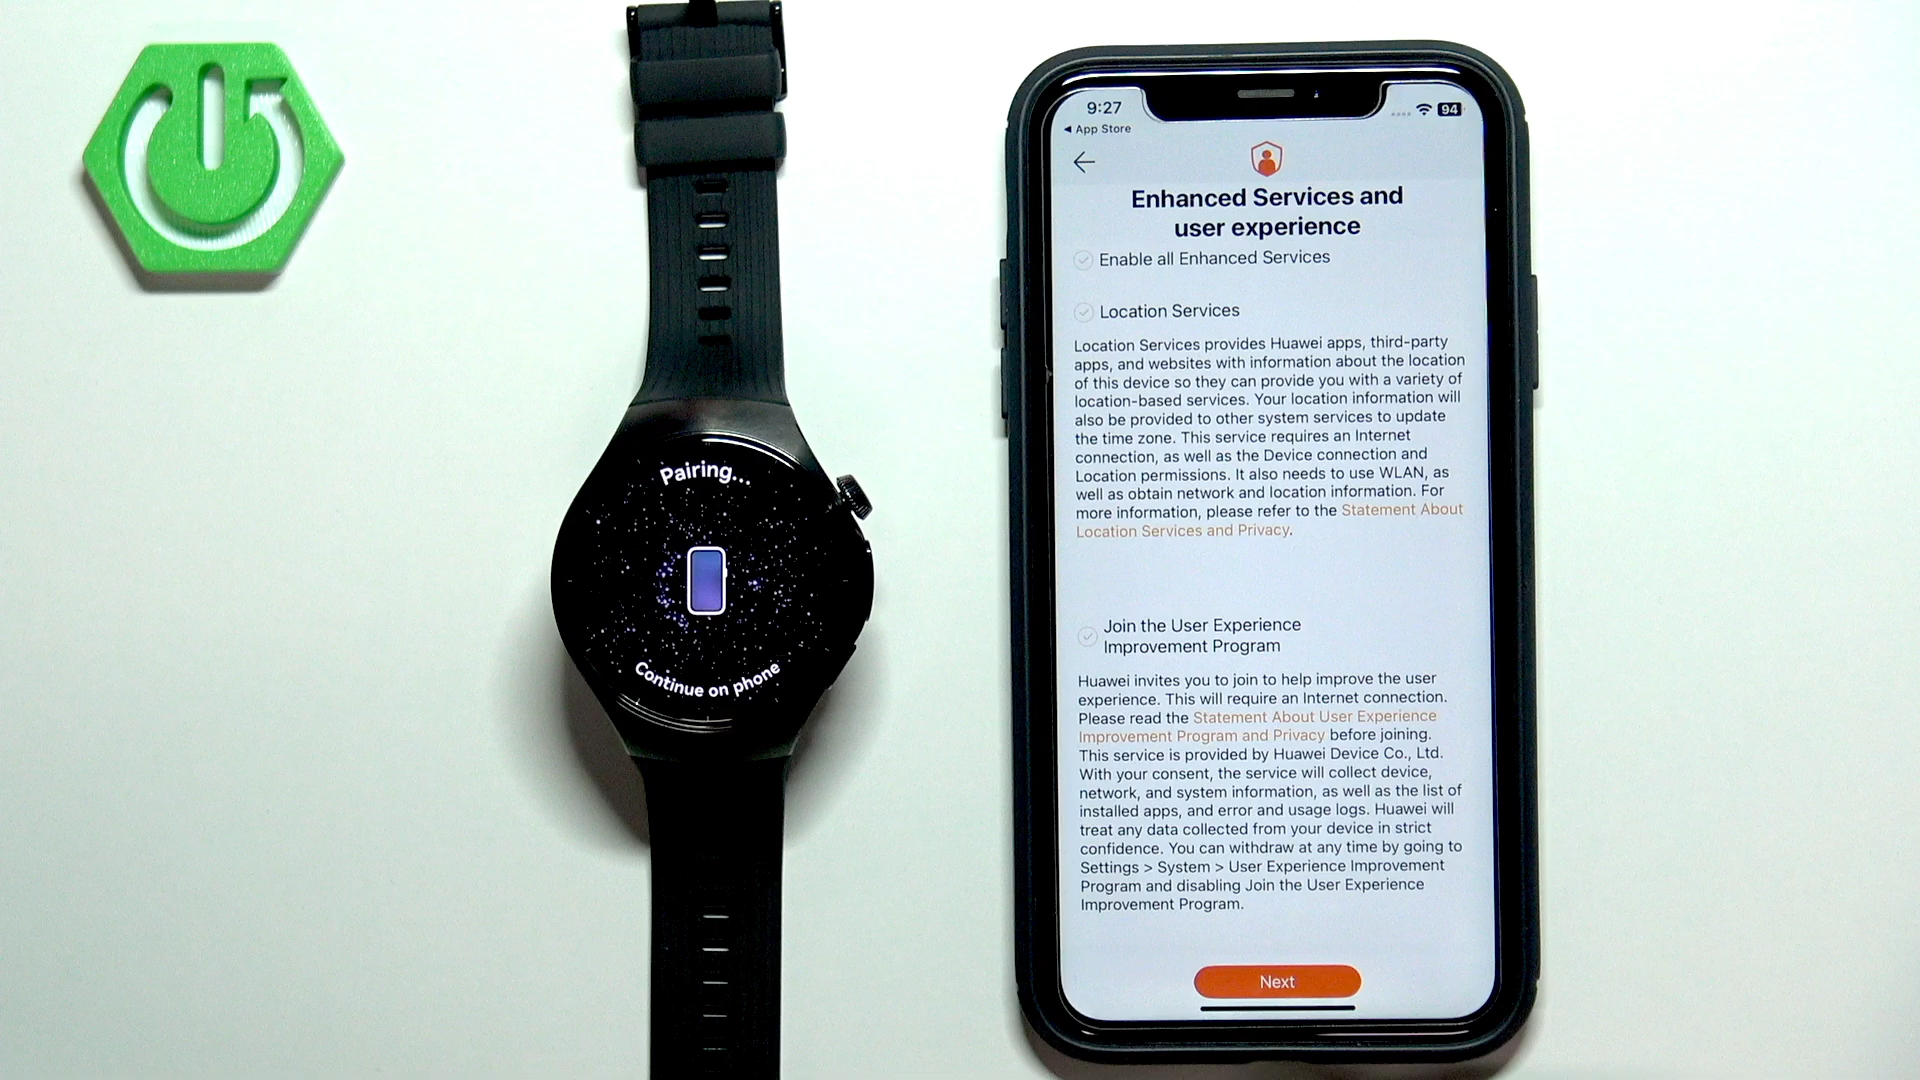 Pairing...
Continue on phone
9:27
94
App Store
Enhanced Services and
user experience
Enable all Enhanced Services
Location Services
Location Services provides Huawei apps, third-party
apps, and websites with information about the location
of this device so they can provide you with a variety of
location-based services. Your location information will
also be provided to other system services to update
the time zone. This service requires an Internet
connection, as well as the Device connection and
Location permissions. It also needs to use WLAN, as
well as obtain network and location information. For
more information, please refer to the Statement About
Location Services and Privacy.
Join the User Experience
Improvement Program
Huawei invites you to join to help improve the user
experience. This will require an Internet connection.
Please read the Statement About User Experience
Improvement Program and Privacy before joining.
This service is provided by Huawei Device Co., Ltd.
With your consent, the service will collect device,
network, and system information, as well as the list of
installed apps, and error and usage logs. Huawei will
treat any data collected from your device in strict
confidence. You can withdraw at any time by going to
Settings > System > User Experience Improvement
Program and disabling Join the User Experience
Improvement Program.
Next